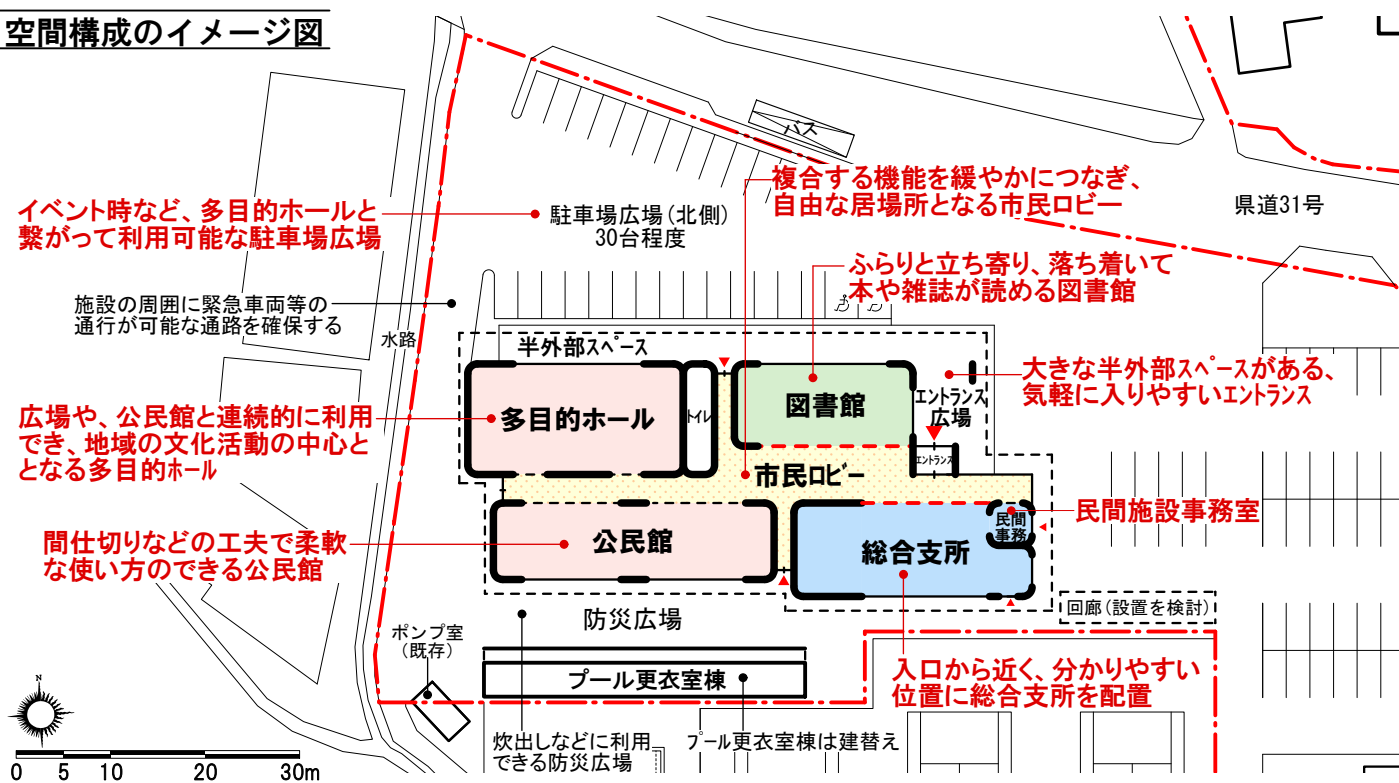 空間構成のイメージ図
バス
複合する機能を緩やかにつなぎ、
自由な居場所となる市民ロビー
県道31号
イベント時など、多目的ホールと
繋がって利用可能な駐車場広場
駐車場広場(北側)
30台程度
ふらりと立ち寄り、落ち着いて
本や雑誌が読める図書館
施設の周囲に緊急車両等の
通行が可能な通路を確保する
水路
半外部スペース
大きな半外部スペースがある、
気軽に入りやすいエントランス
図書館
エントランス
広場
多目的ホール
トイレ
広場や、公民館と連続的に利用
でき、地域の文化活動の中心と
となる多目的ホール
エントランス
市民ロビー
民間施設事務室
民間
事務
間仕切りなどの工夫で柔軟
な使い方のできる公民館
公民館
総合支所
回廊(設置を検討)
防災広場
ポンプ室
(既存)
入口から近く、分かりやすい
位置に総合支所を配置
プール更衣室棟
N
炊出しなどに利用
できる防災広場
プール更衣室棟は建替え
0 5 10 20 30m